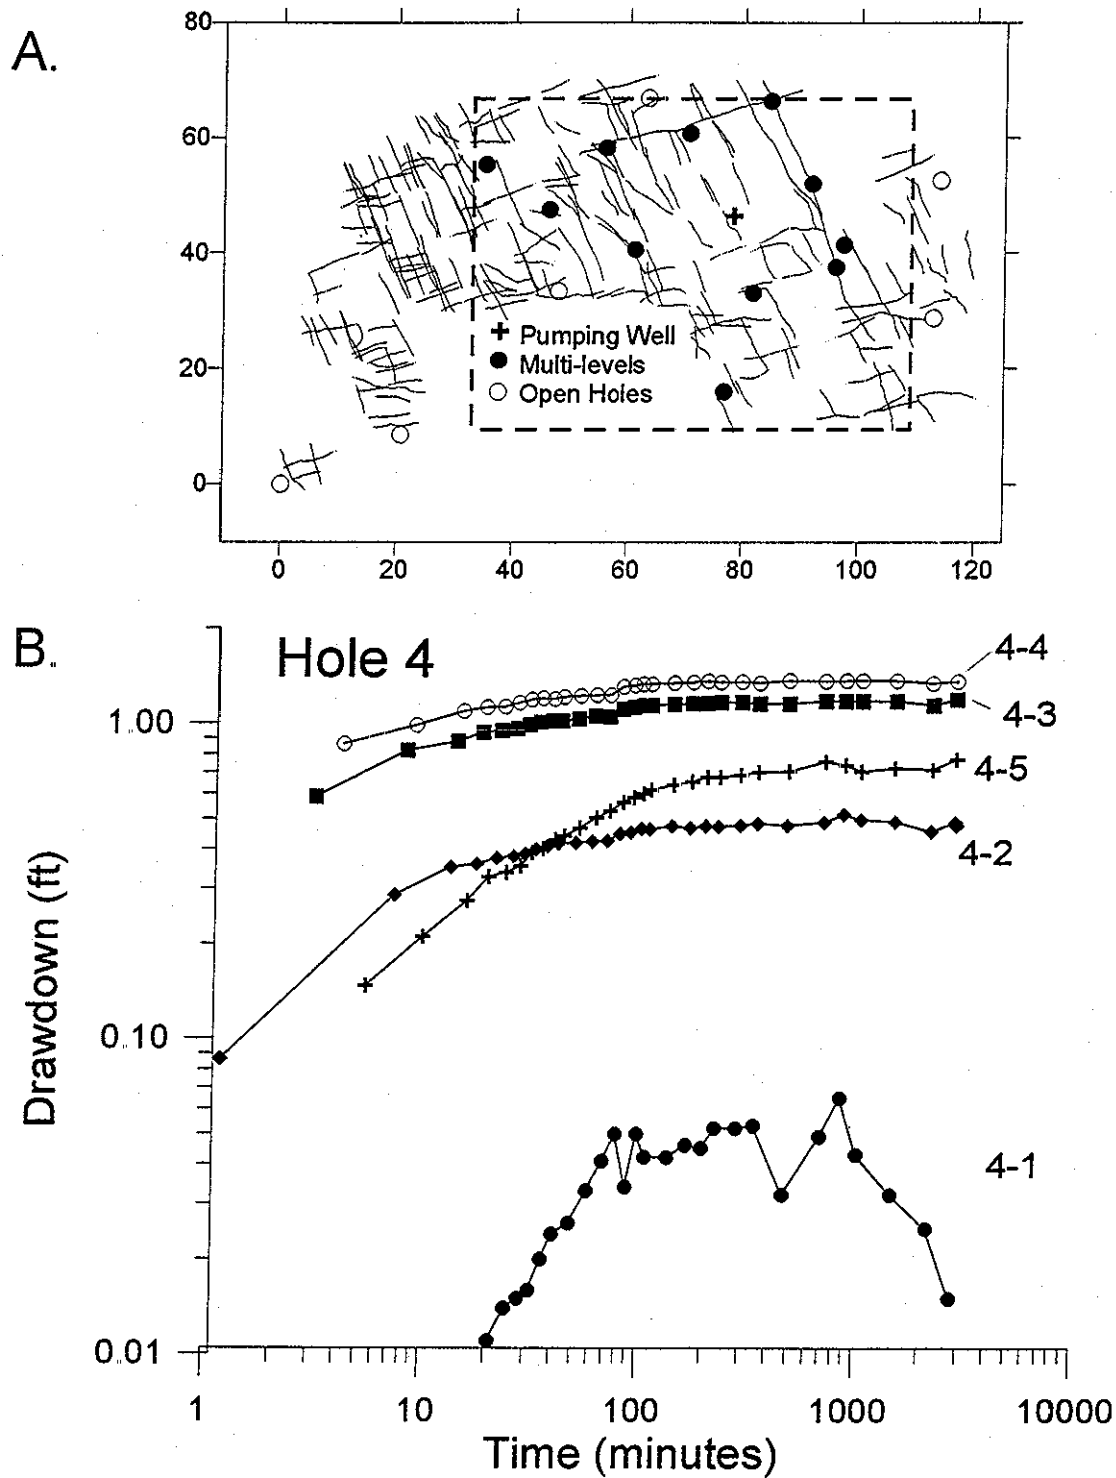 A.
80
60
40
20
0
+ Pumping Well
● Multi-levels
○ Open Holes
0 20 40 60 80 100 120
B.
Hole 4
4-4
1.00
4-3
4-5
4-2
Drawdown (ft)
0.10
4-1
0.01
1 10 100 1000 10000
Time (minutes)